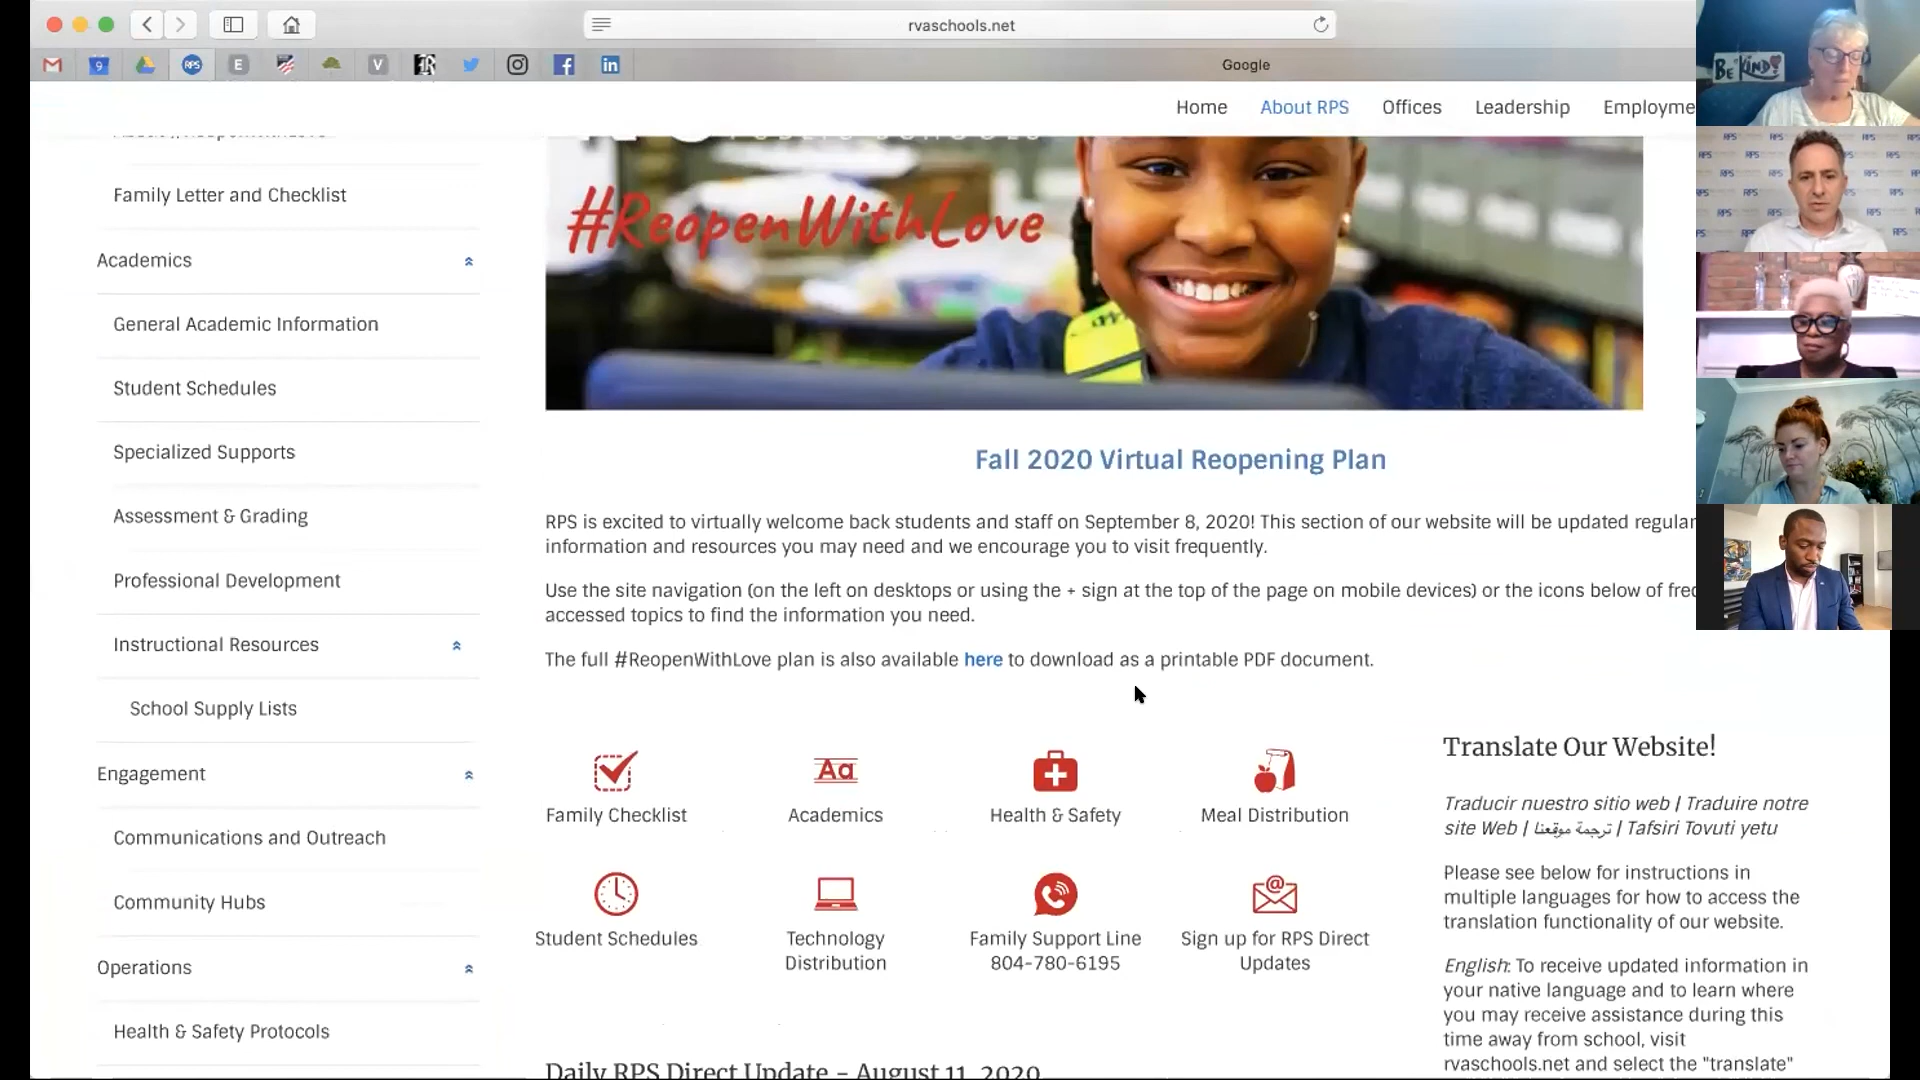 rvaschools.net
9
RPS
E
V
R
Google
Home
About RPS
Offices
Leadership
Employme
Family Letter and Checklist
Academics
General Academic Information
Student Schedules
Specialized Supports
Assessment & Grading
Professional Development
Instructional Resources
School Supply Lists
Engagement
Communications and Outreach
Community Hubs
Operations
Health & Safety Protocols
PUBLIC SCHOOLS
#ReopenWithLove
Fall 2020 Virtual Reopening Plan
RPS is excited to virtually welcome back students and staff on September 8, 2020! This section of our website will be updated regular
information and resources you may need and we encourage you to visit frequently.
Use the site navigation (on the left on desktops or using the + sign at the top of the page on mobile devices) or the icons below of fre
accessed topics to find the information you need.
The full #ReopenWithLove plan is also available here to download as a printable PDF document.
Family Checklist
Aa
Academics
Health & Safety
Meal Distribution
Student Schedules
Technology
Distribution
Family Support Line
804-780-6195
Sign up for RPS Direct
Updates
Daily RPS Direct Update - August 11, 2020
Translate Our Website!
Traducir nuestro sitio web | Traduire notre
site Web | ترجمة موقعنا | Tafsiri Tovuti yetu
Please see below for instructions in
multiple languages for how to access the
translation functionality of our website.
English: To receive updated information in
your native language and to learn where
you may receive assistance during this
time away from school, visit
rvaschools.net and select the "translate"
BE KIND!
RPS